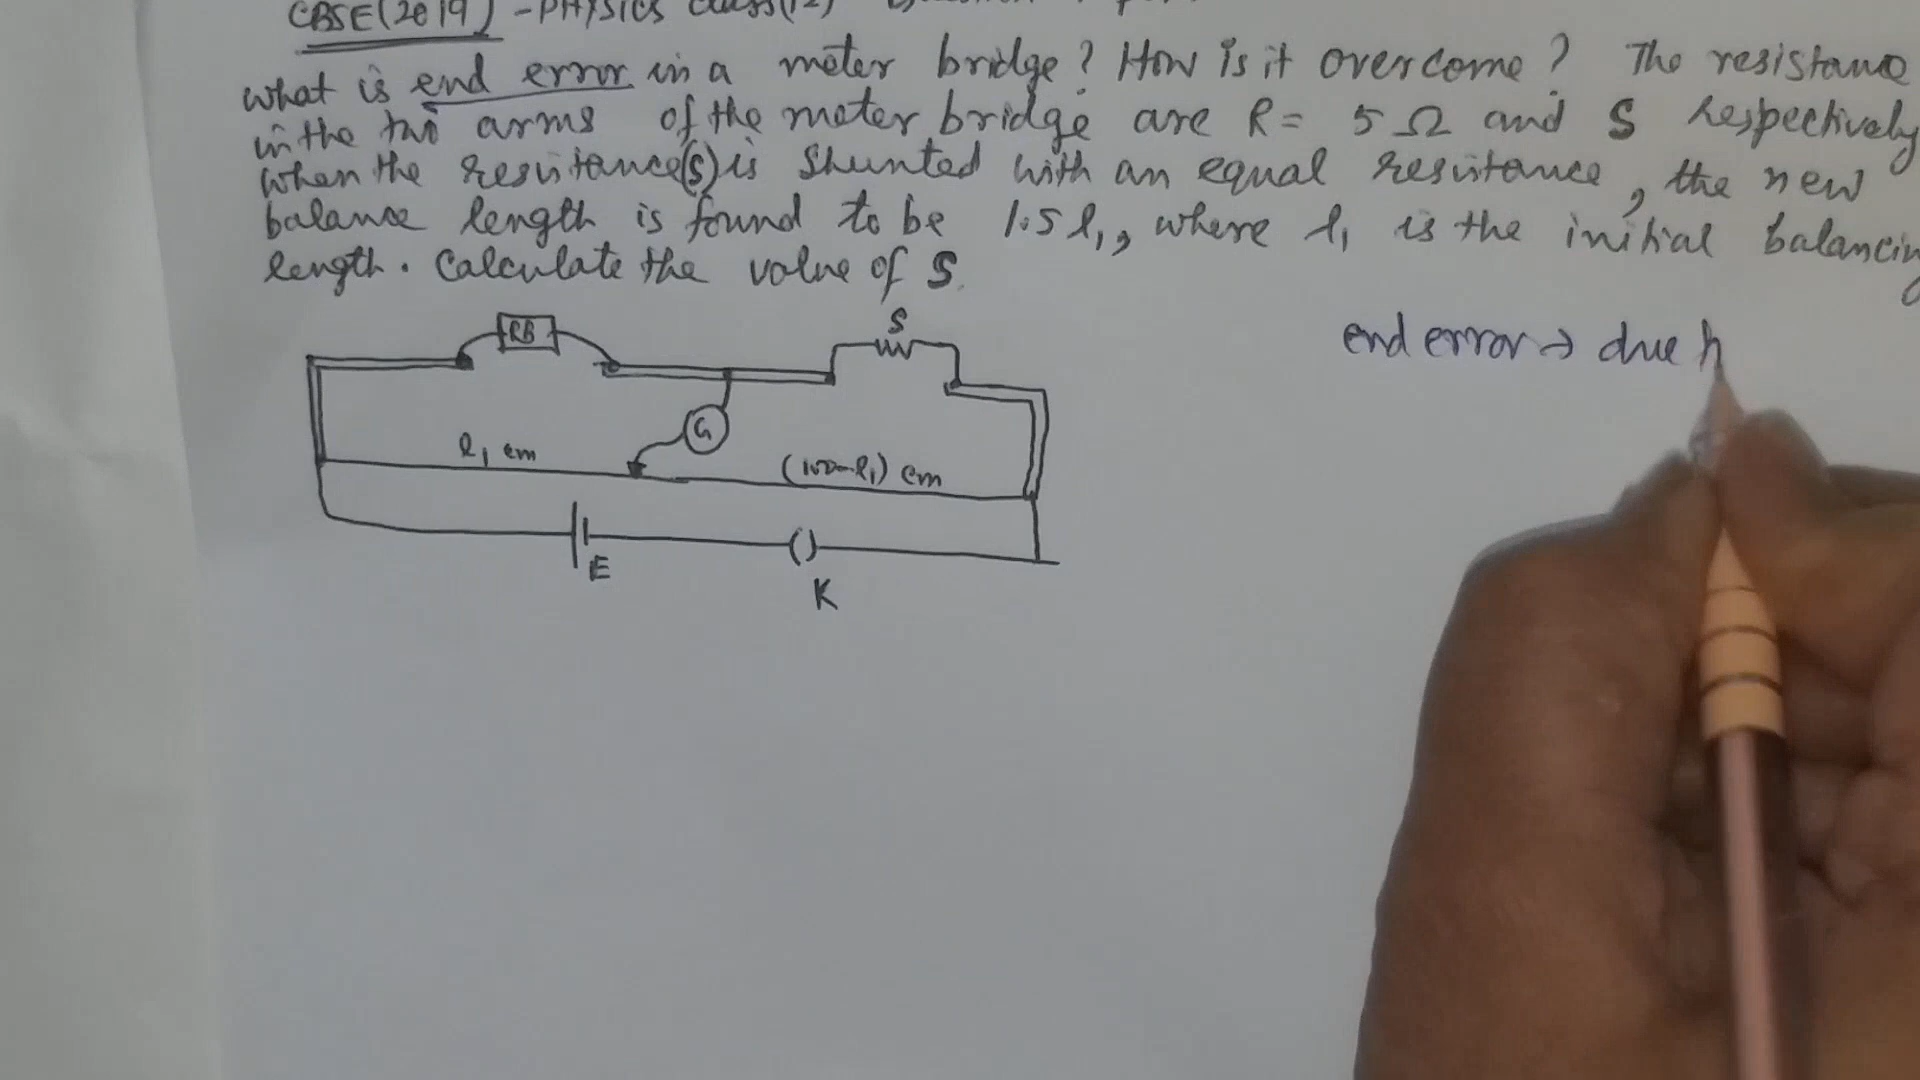 CBSE(2019) - PHYSICS class(12)
what is end error in a meter bridge? How is it overcome? The resistance
in the two arms of the meter bridge are R = 5 Ω and S respectively
when the resistance(S) is shunted with an equal resistance, the new
balance length is found to be 1.5 l1, where l1 is the initial balancing
length. Calculate the value of S.
RB
S
end error → due
G
l1 cm
(100-l1) cm
E
K